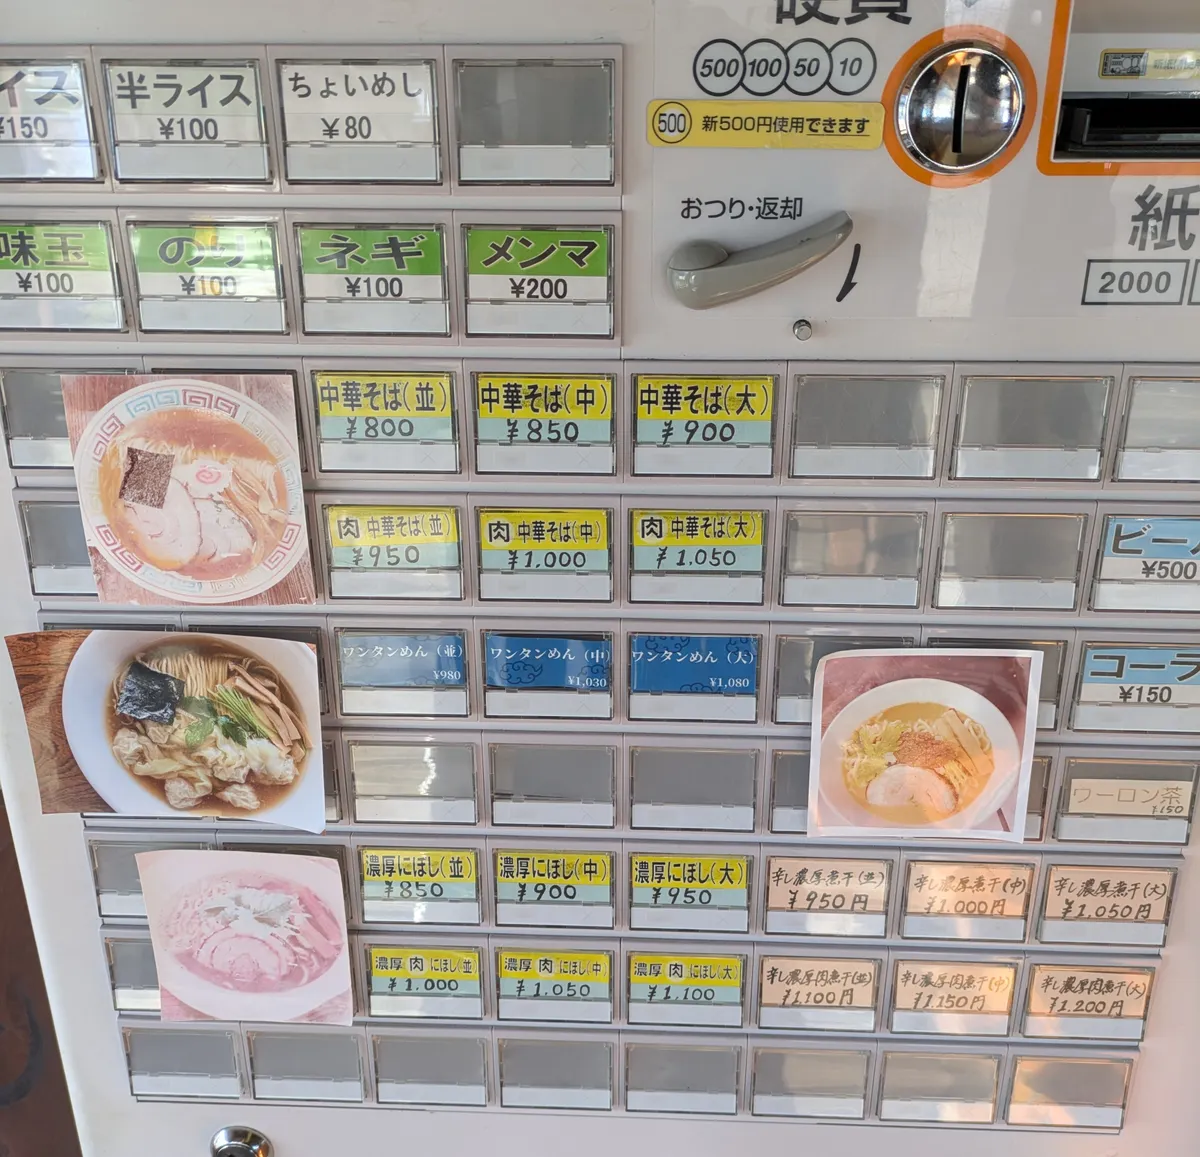 硬貨
500 100 50 10
500 新500円使用できます
おつり・返却
紙
2000
イス
¥150
半ライス
¥100
ちょいめし
¥80
味玉
¥100
のり
¥100
ネギ
¥100
メンマ
¥200
中華そば(並)
¥800
中華そば(中)
¥850
中華そば(大)
¥900
肉 中華そば(並)
¥950
肉 中華そば(中)
¥1,000
肉 中華そば(大)
¥1,050
ビー
¥500
ワンタンめん（並）
¥980
ワンタンめん（中）
¥1,030
ワンタンめん（大）
¥1,080
コーラ
¥150
ウーロン茶
¥150
濃厚にぼし(並)
¥850
濃厚にぼし(中)
¥900
濃厚にぼし(大)
¥950
辛し濃厚煮干(並)
¥950円
辛し濃厚煮干(中)
¥1,000円
辛し濃厚煮干(大)
¥1,050円
濃厚 肉 にぼし(並)
¥1.000
濃厚 肉 にぼし(中)
¥1.050
濃厚 肉 にぼし(大)
¥1,100
辛し濃厚肉煮干(並)
¥1,100円
辛し濃厚肉煮干(中)
¥1,150円
辛し濃厚肉煮干(大)
¥1,200円